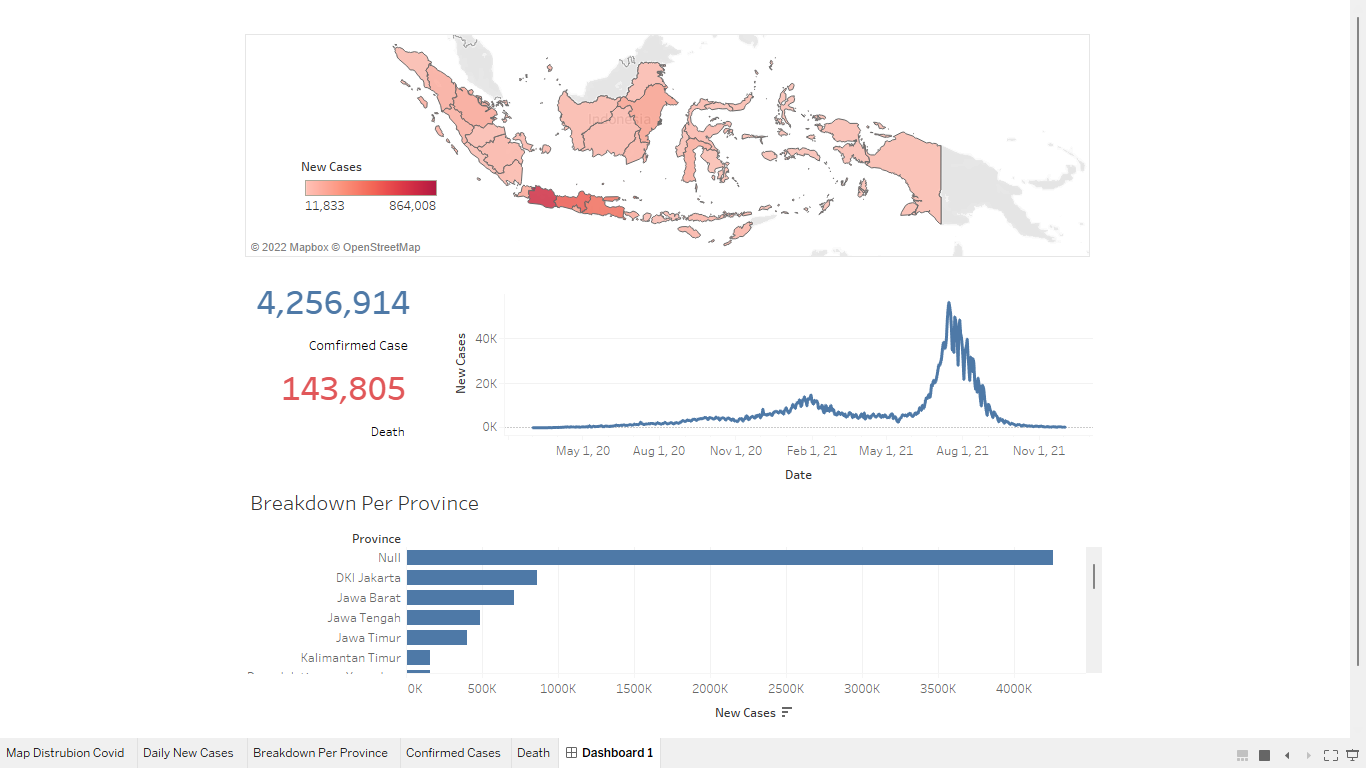 Indonesia
New Cases
11,833 864,008
© 2022 Mapbox © OpenStreetMap
4,256,914
Comfirmed Case
143,805
Death
New Cases
40K
20K
0K
May 1, 20 Aug 1, 20 Nov 1, 20 Feb 1, 21 May 1, 21 Aug 1, 21 Nov 1, 21
Date
Breakdown Per Province
Province
Null
DKI Jakarta
Jawa Barat
Jawa Tengah
Jawa Timur
Kalimantan Timur
0K 500K 1000K 1500K 2000K 2500K 3000K 3500K 4000K
New Cases
Map Distrubion Covid Daily New Cases Breakdown Per Province Confirmed Cases Death Dashboard 1